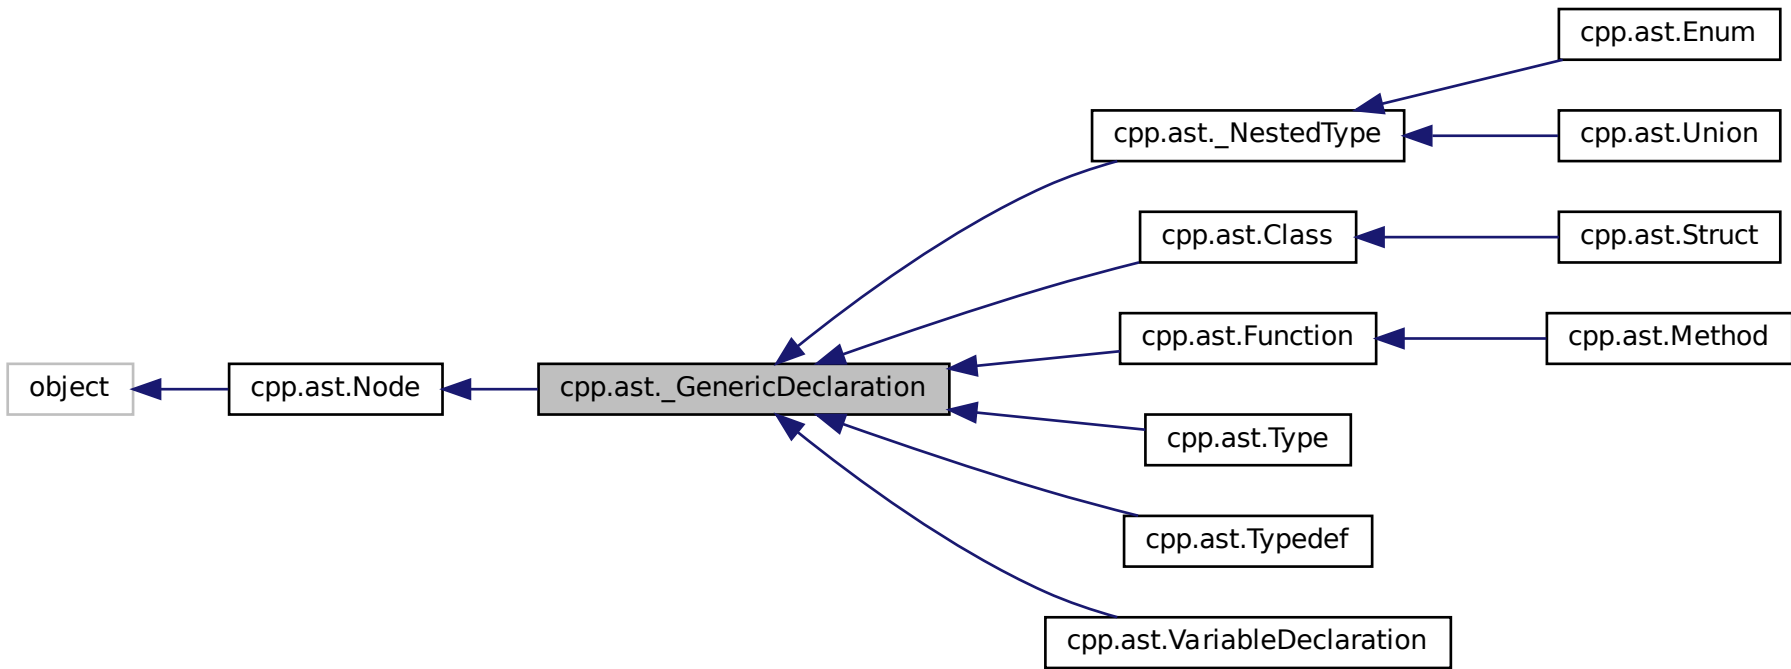 object
cpp.ast.Node
cpp.ast._GenericDeclaration
cpp.ast._NestedType
cpp.ast.Enum
cpp.ast.Union
cpp.ast.Class
cpp.ast.Struct
cpp.ast.Function
cpp.ast.Method
cpp.ast.Type
cpp.ast.Typedef
cpp.ast.VariableDeclaration